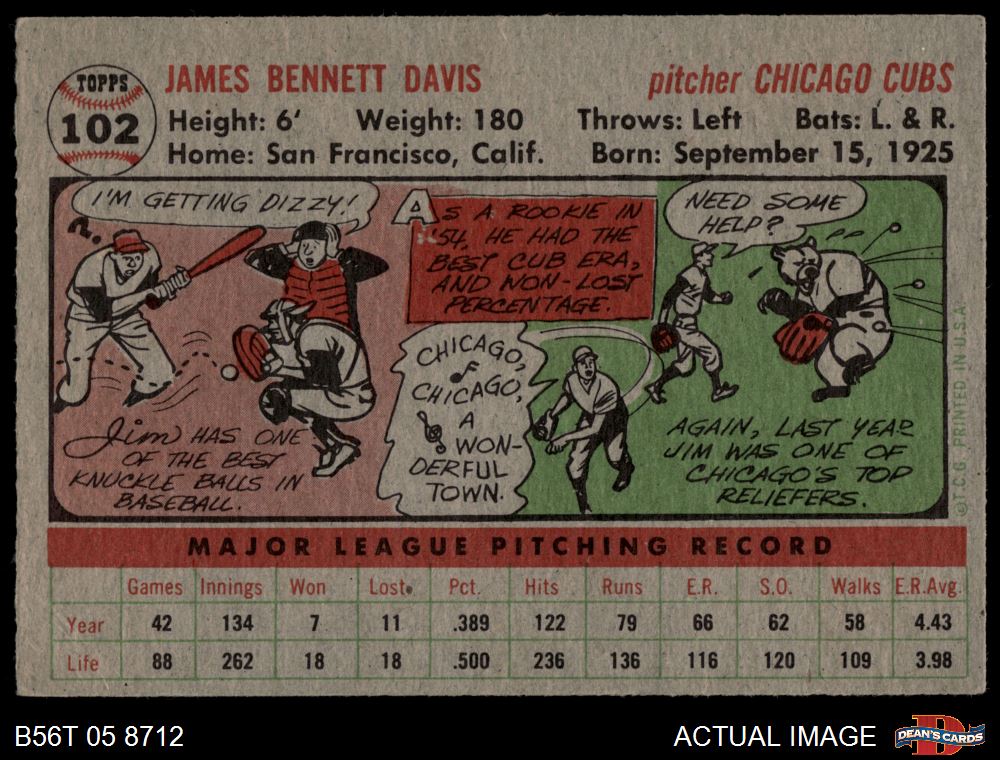 TOPPS
102
JAMES BENNETT DAVIS
pitcher CHICAGO CUBS
Height: 6' Weight: 180 Throws: Left Bats: L. & R.
Home: San Francisco, Calif. Born: September 15, 1925
I'M GETTING DIZZY!
Jim HAS ONE
OF THE BEST
KNUCKLE BALLS IN
BASEBALL.
AS A ROOKIE IN
'54, HE HAD THE
BEST CUB ERA,
AND WON-LOST
PERCENTAGE.
CHICAGO,
CHICAGO,
A
WON-
DERFUL
TOWN.
NEED SOME
HELP?
AGAIN, LAST YEAR
JIM WAS ONE OF
CHICAGO'S TOP
RELIEFERS.
©T.C.G. PRINTED IN U.S.A.
MAJOR LEAGUE PITCHING RECORD
Games Innings Won Lost Pct. Hits Runs E.R. S.O. Walks E.R.Avg.
Year 42 134 7 11 .389 122 79 66 62 58 4.43
Life 88 262 18 18 .500 236 136 116 120 109 3.98
B56T 05 8712
ACTUAL IMAGE
DEAN'S CARDS